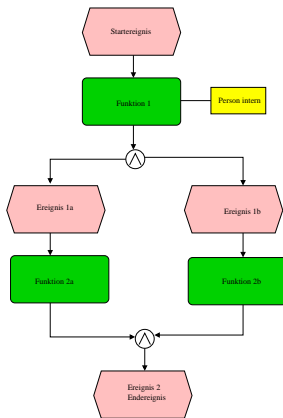 Startereignis
Funktion 1
Person intern
Ereignis 1a
Ereignis 1b
Funktion 2a
Funktion 2b
Ereignis 2
Endereignis